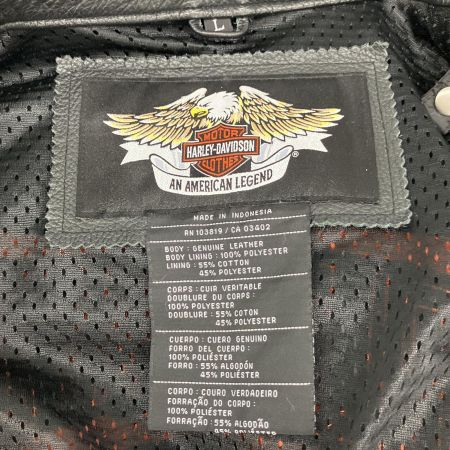 L
MOTOR
HARLEY-DAVIDSON
CLOTHES
®
AN AMERICAN LEGEND
MADE IN INDONESIA
RN 103819 / CA 03402
BODY : GENUINE LEATHER
BODY LINING : 100% POLYESTER
LINING : 55% COTTON
45% POLYESTER
CORPS : CUIR VERITABLE
DOUBLURE DU CORPS :
100% POLYESTER
DOUBLURE : 55% COTON
45% POLYESTER
CUERPO : CUERO GENUINO
FORRO DEL CUERPO :
100% POLIÉSTER
FORRO : 55% ALGODÓN
45% POLIÉSTER
CORPO : COURO VERDADEIRO
FORRAÇÃO DO CORPO :
100% POLIÉSTER
FORRAÇÃO : 55% ALGODÃO
45% POLIÉSTER